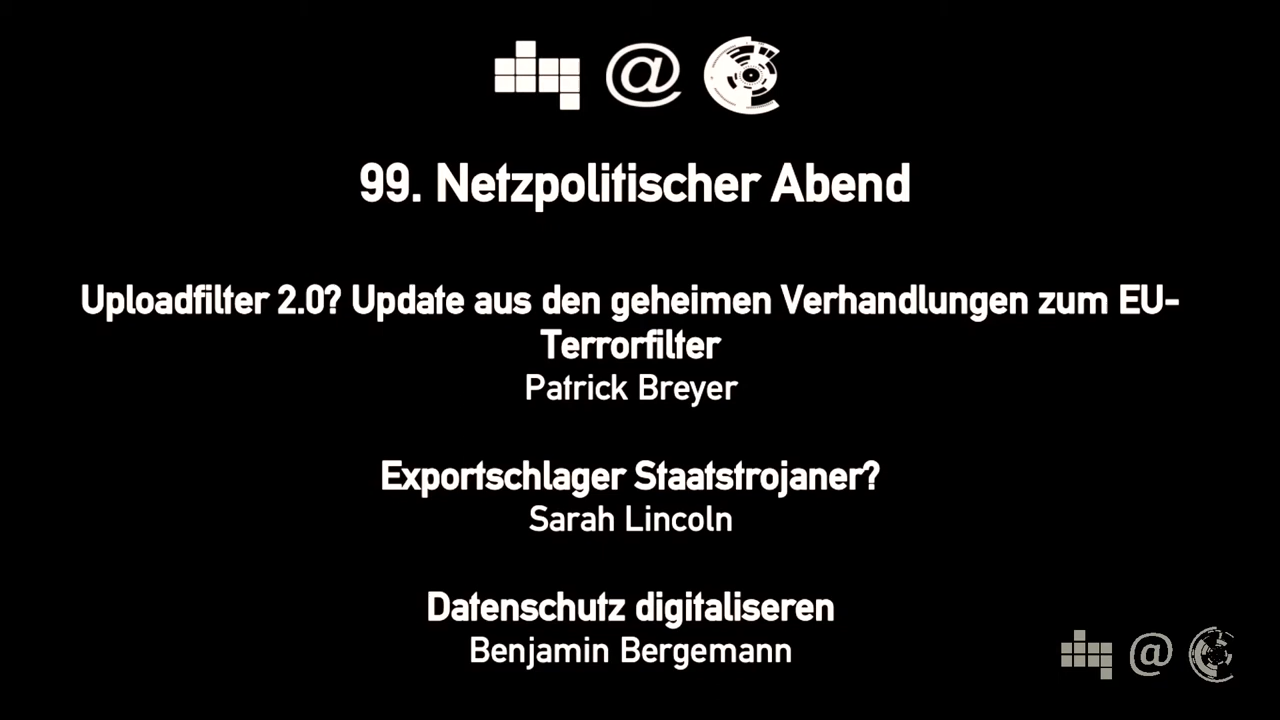 @
99. Netzpolitischer Abend
Uploadfilter 2.0? Update aus den geheimen Verhandlungen zum EU-
Terrorfilter
Patrick Breyer
Exportschlager Staatstrojaner?
Sarah Lincoln
Datenschutz digitaliseren
Benjamin Bergemann
@